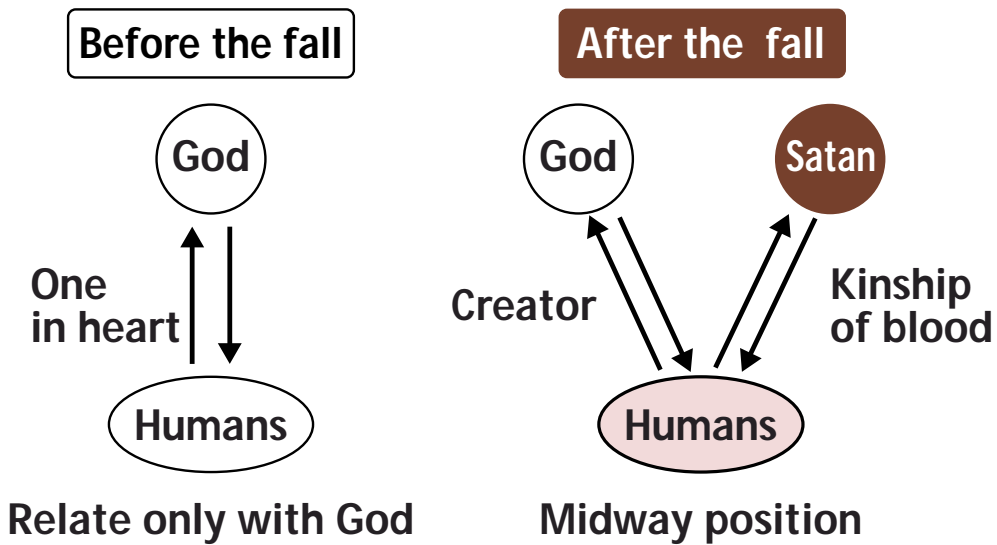 Before the fall
God
One
in heart
Humans
Relate only with God
After the fall
God
Satan
Creator
Kinship
of blood
Humans
Midway position